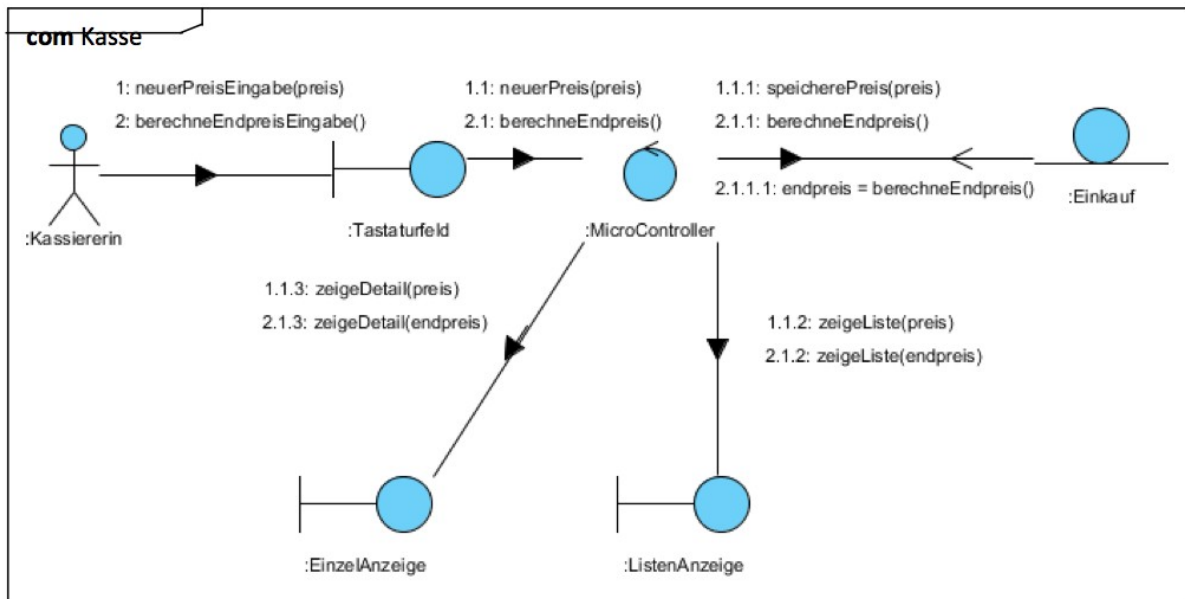 com Kasse
1: neuerPreisEingabe(preis)
2: berechneEndpreisEingabe()
1.1: neuerPreis(preis)
2.1: berechneEndpreis()
1.1.1: speicherePreis(preis)
2.1.1: berechneEndpreis()
2.1.1.1: endpreis = berechneEndpreis()
:Kassiererin
:Tastaturfeld
:MicroController
:Einkauf
1.1.3: zeigeDetail(preis)
2.1.3: zeigeDetail(endpreis)
1.1.2: zeigeListe(preis)
2.1.2: zeigeListe(endpreis)
:EinzelAnzeige
:ListenAnzeige